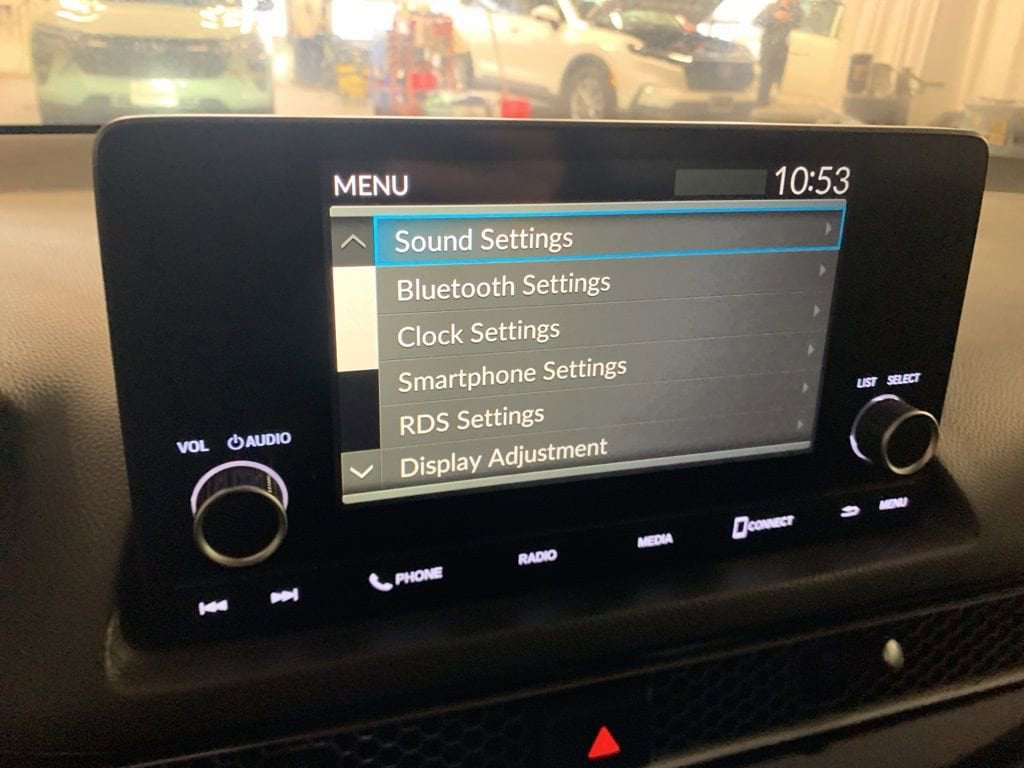 MENU 10:53
Sound Settings
Bluetooth Settings
Clock Settings
Smartphone Settings
RDS Settings
Display Adjustment
LIST SELECT
VOL AUDIO
PHONE RADIO MEDIA CONNECT MENU